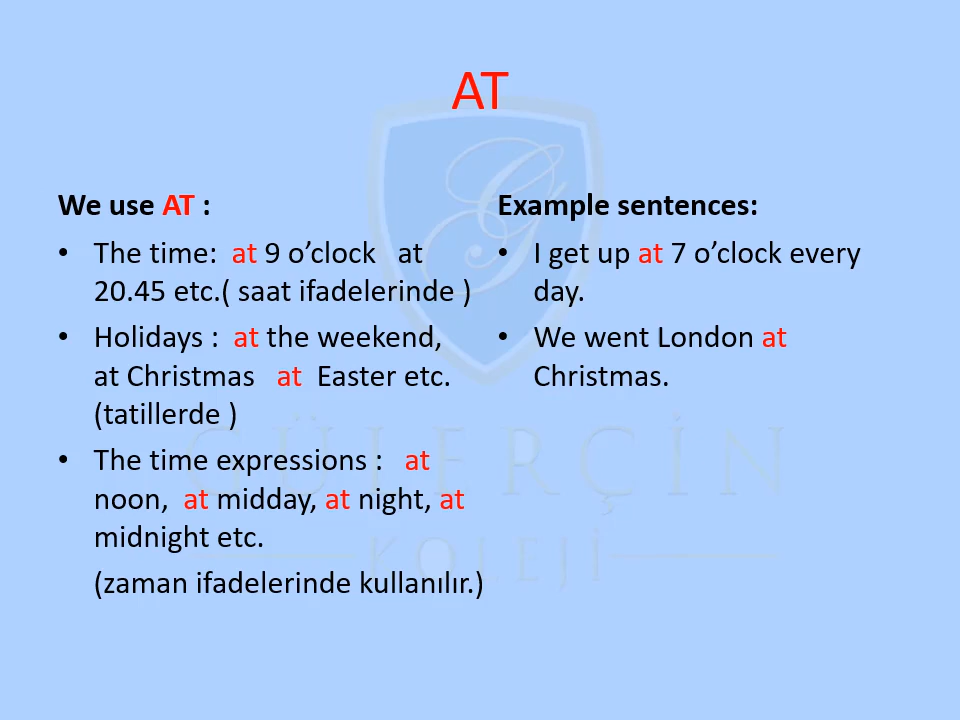 AT
We use AT :
• The time:  at 9 o’clock   at
20.45 etc.( saat ifadelerinde )
• Holidays :  at the weekend,
at Christmas   at  Easter etc.
(tatillerde )
• The time expressions :   at
noon,  at midday, at night, at
midnight etc.
(zaman ifadelerinde kullanılır.)
Example sentences:
• I get up at 7 o’clock every
day.
• We went London at
Christmas.
GÜLERÇİN
KOLEJİ